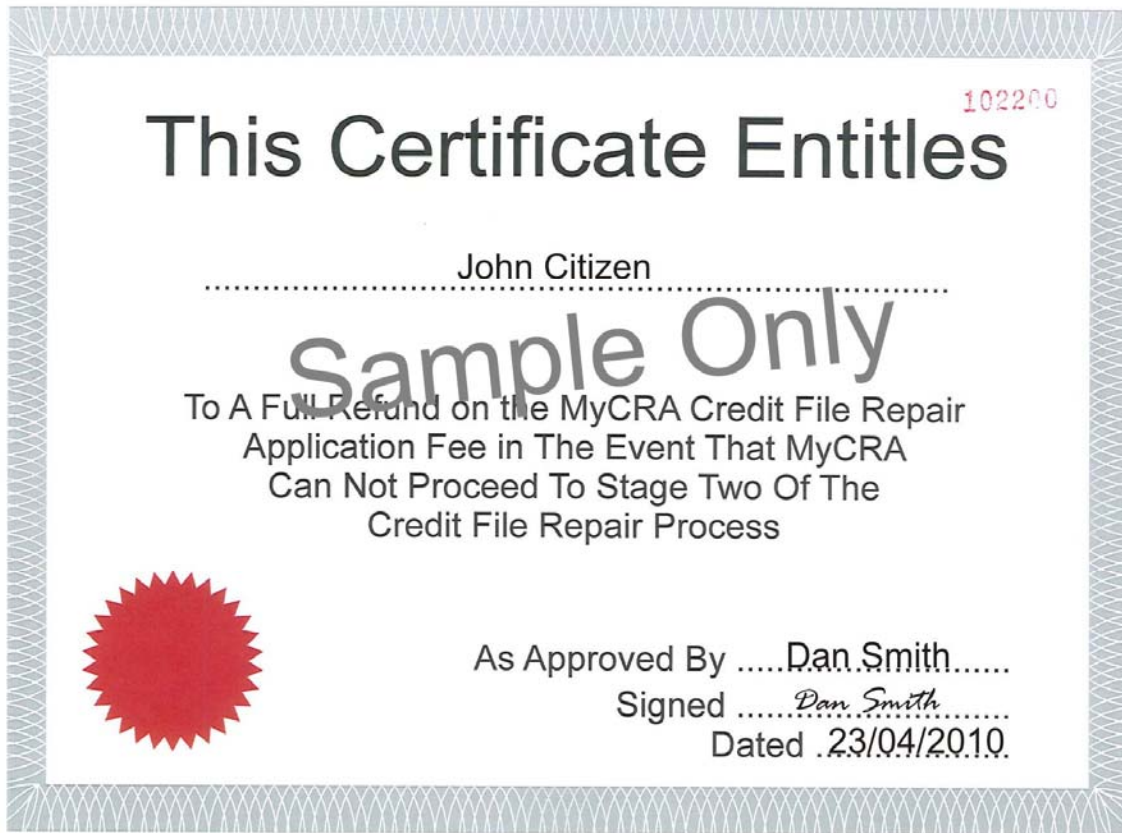 102200
This Certificate Entitles
John Citizen
Sample Only
To A Full Refund on the MyCRA Credit File Repair
Application Fee in The Event That MyCRA
Can Not Proceed To Stage Two Of The
Credit File Repair Process
As Approved By .....Dan Smith......
Signed .....Dan Smith.......
Dated .23/04/2010.